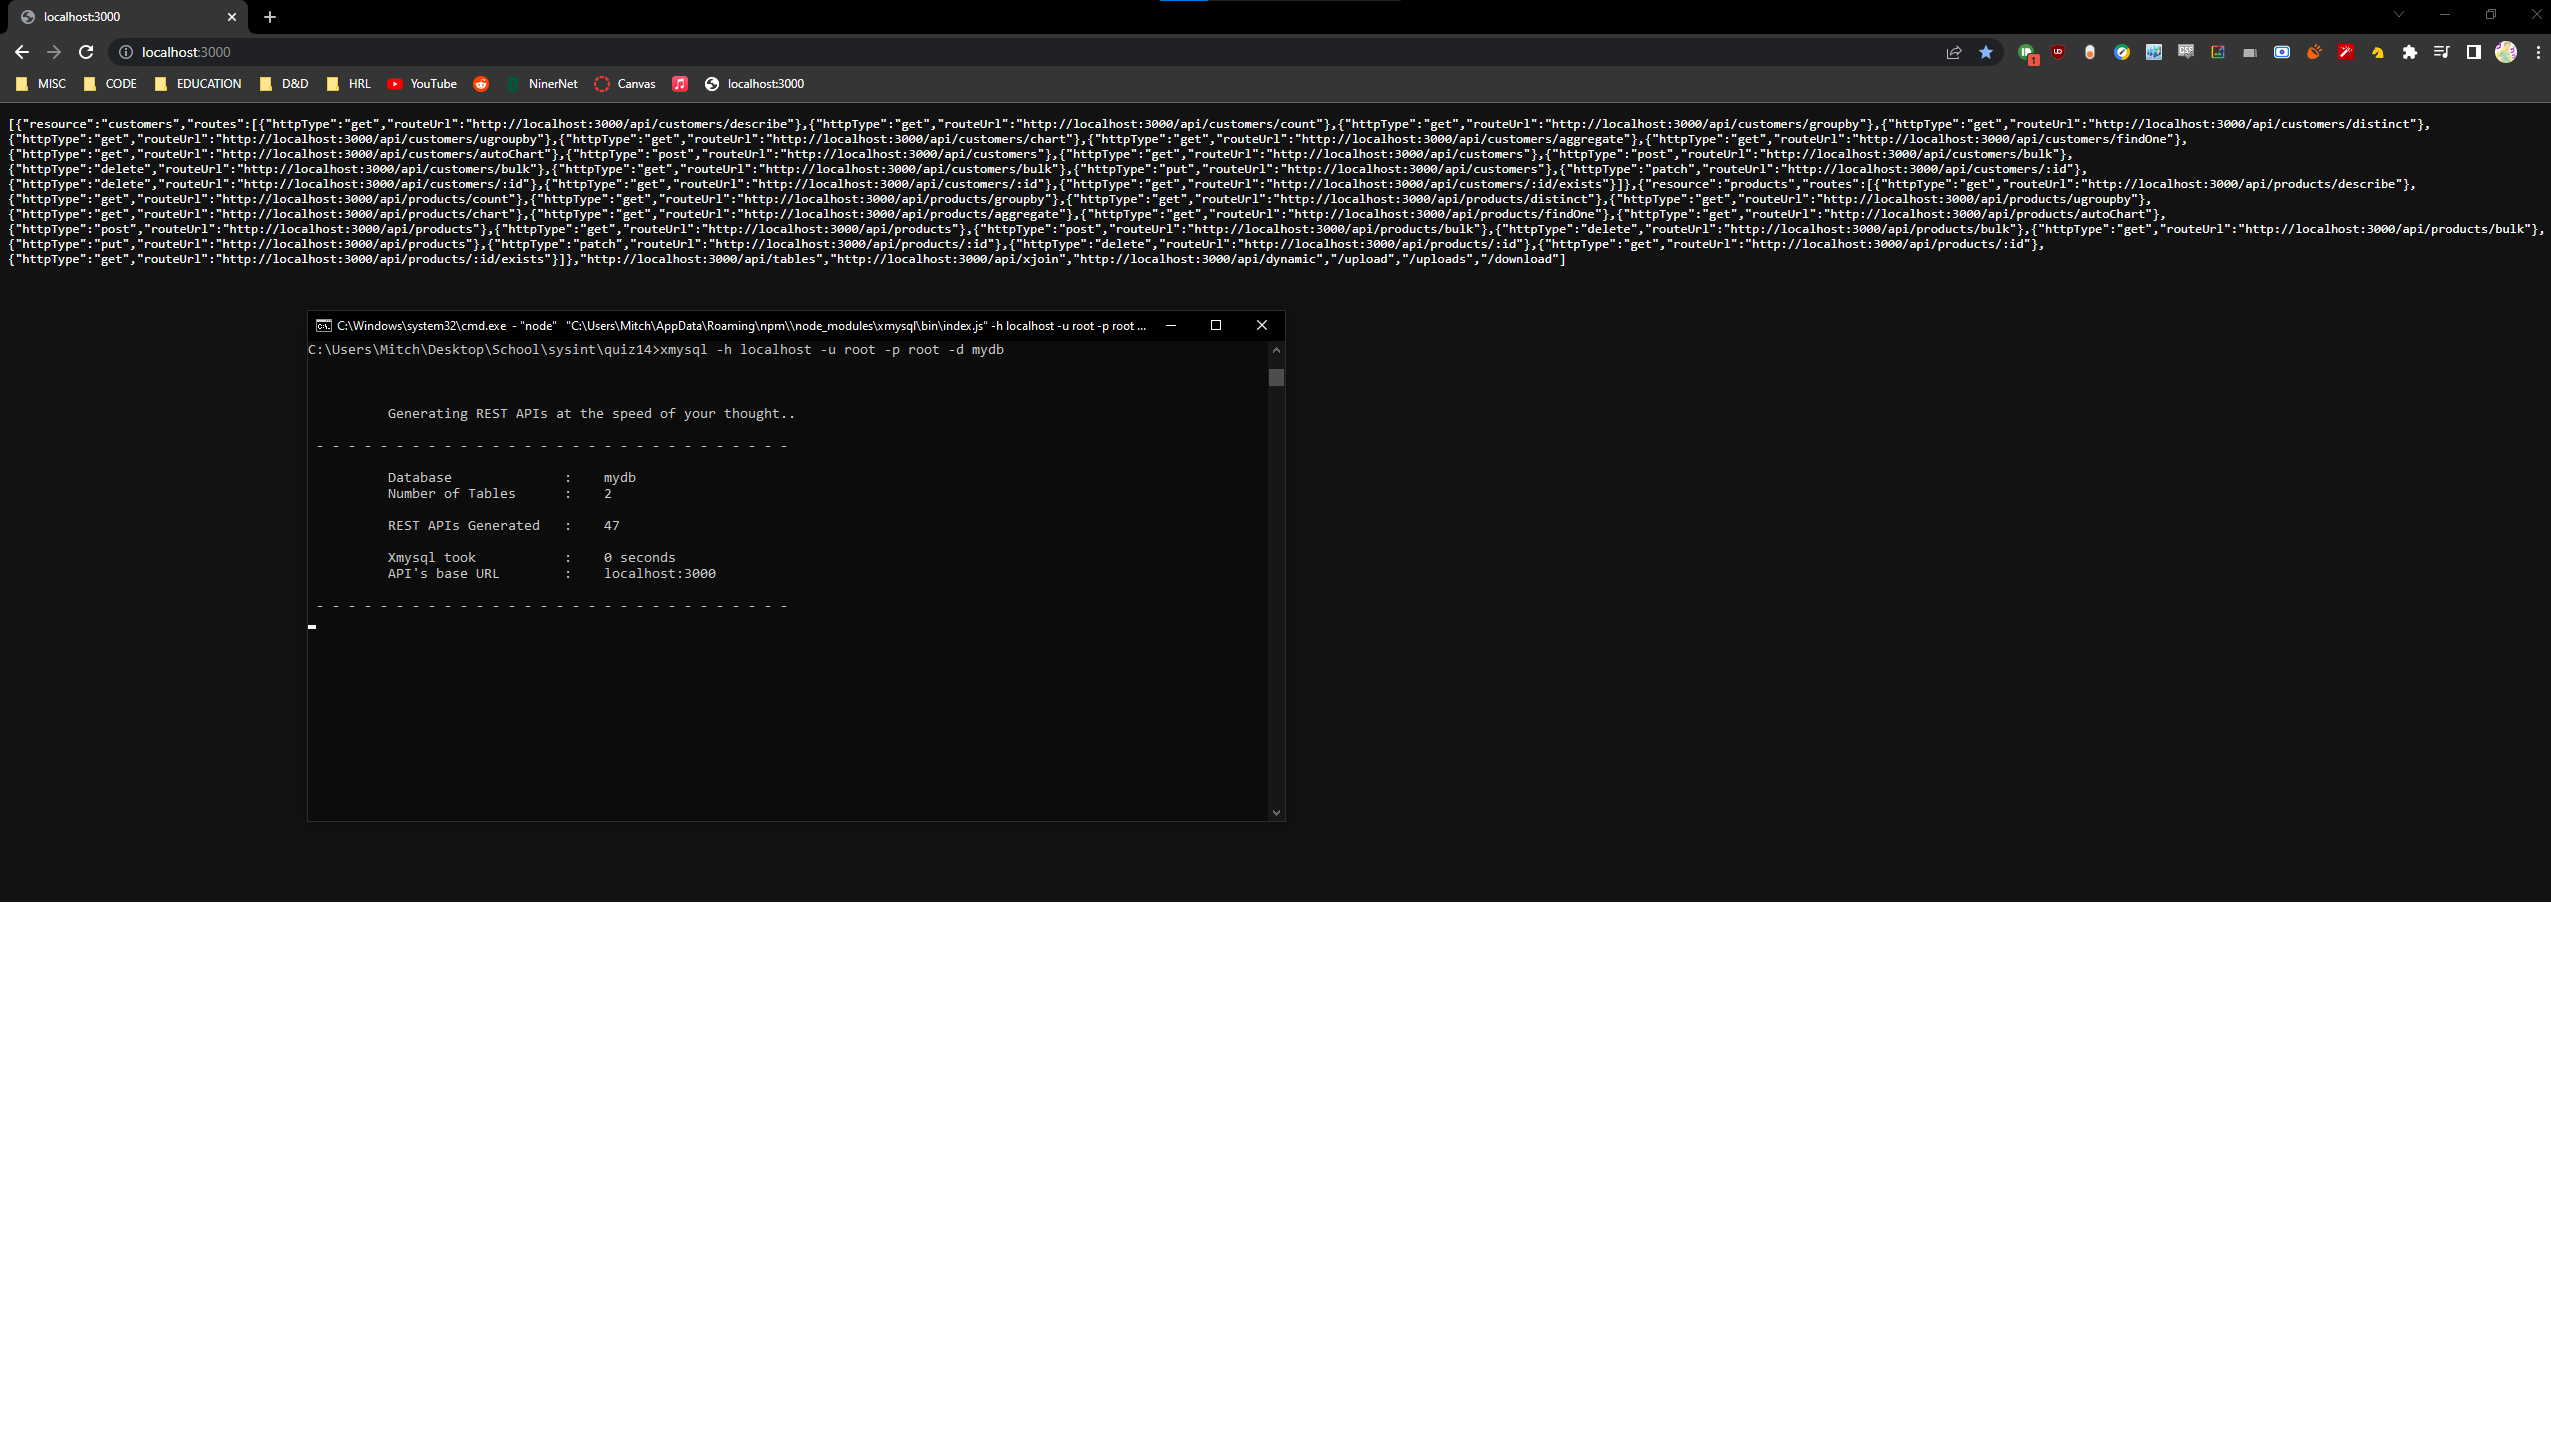 localhost:3000
localhost:3000
1
MISC CODE EDUCATION D&D HRL YouTube NinerNet Canvas localhost:3000
[{"resource":"customers","routes":[{"httpType":"get","routeUrl":"http://localhost:3000/api/customers/describe"},{"httpType":"get","routeUrl":"http://localhost:3000/api/customers/count"},{"httpType":"get","routeUrl":"http://localhost:3000/api/customers/groupby"},{"httpType":"get","routeUrl":"http://localhost:3000/api/customers/distinct"},
{"httpType":"get","routeUrl":"http://localhost:3000/api/customers/ugroupby"},{"httpType":"get","routeUrl":"http://localhost:3000/api/customers/chart"},{"httpType":"get","routeUrl":"http://localhost:3000/api/customers/aggregate"},{"httpType":"get","routeUrl":"http://localhost:3000/api/customers/findOne"},
{"httpType":"get","routeUrl":"http://localhost:3000/api/customers/autoChart"},{"httpType":"post","routeUrl":"http://localhost:3000/api/customers"},{"httpType":"get","routeUrl":"http://localhost:3000/api/customers"},{"httpType":"post","routeUrl":"http://localhost:3000/api/customers/bulk"},
{"httpType":"delete","routeUrl":"http://localhost:3000/api/customers/bulk"},{"httpType":"get","routeUrl":"http://localhost:3000/api/customers/bulk"},{"httpType":"put","routeUrl":"http://localhost:3000/api/customers"},{"httpType":"patch","routeUrl":"http://localhost:3000/api/customers/:id"},
{"httpType":"delete","routeUrl":"http://localhost:3000/api/customers/:id"},{"httpType":"get","routeUrl":"http://localhost:3000/api/customers/:id"},{"httpType":"get","routeUrl":"http://localhost:3000/api/customers/:id/exists"}]},{"resource":"products","routes":[{"httpType":"get","routeUrl":"http://localhost:3000/api/products/describe"},
{"httpType":"get","routeUrl":"http://localhost:3000/api/products/count"},{"httpType":"get","routeUrl":"http://localhost:3000/api/products/groupby"},{"httpType":"get","routeUrl":"http://localhost:3000/api/products/distinct"},{"httpType":"get","routeUrl":"http://localhost:3000/api/products/ugroupby"},
{"httpType":"get","routeUrl":"http://localhost:3000/api/products/chart"},{"httpType":"get","routeUrl":"http://localhost:3000/api/products/aggregate"},{"httpType":"get","routeUrl":"http://localhost:3000/api/products/findOne"},{"httpType":"get","routeUrl":"http://localhost:3000/api/products/autoChart"},
{"httpType":"post","routeUrl":"http://localhost:3000/api/products"},{"httpType":"get","routeUrl":"http://localhost:3000/api/products"},{"httpType":"post","routeUrl":"http://localhost:3000/api/products/bulk"},{"httpType":"delete","routeUrl":"http://localhost:3000/api/products/bulk"},{"httpType":"get","routeUrl":"http://localhost:3000/api/products/bulk"},
{"httpType":"put","routeUrl":"http://localhost:3000/api/products"},{"httpType":"patch","routeUrl":"http://localhost:3000/api/products/:id"},{"httpType":"delete","routeUrl":"http://localhost:3000/api/products/:id"},{"httpType":"get","routeUrl":"http://localhost:3000/api/products/:id"},
{"httpType":"get","routeUrl":"http://localhost:3000/api/products/:id/exists"}]},"http://localhost:3000/api/tables","http://localhost:3000/api/xjoin","http://localhost:3000/api/dynamic","/upload","/uploads","/download"]
C:\Windows\system32\cmd.exe - "node" "C:\Users\Mitch\AppData\Roaming\npm\\node_modules\xmysql\bin\index.js" -h localhost -u root -p root ...
C:\Users\Mitch\Desktop\School\sysint\quiz14>xmysql -h localhost -u root -p root -d mydb
Generating REST APIs at the speed of your thought..
- - - - - - - - - - - - - - - - - - - - - - - - - - - - - -
Database : mydb
Number of Tables : 2
REST APIs Generated : 47
Xmysql took : 0 seconds
API's base URL : localhost:3000
- - - - - - - - - - - - - - - - - - - - - - - - - - - - - -